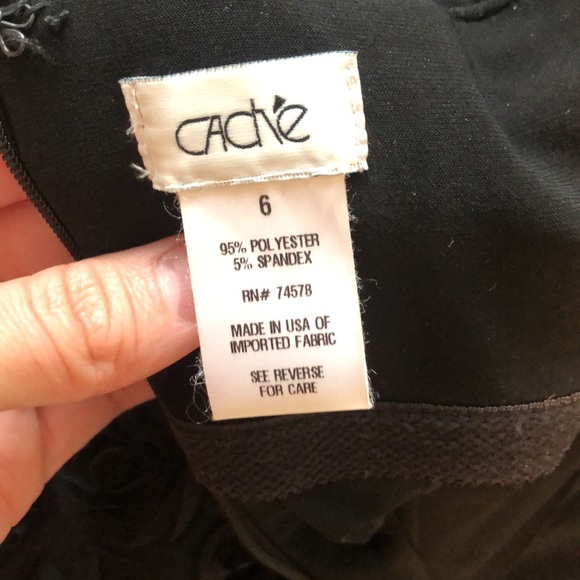 CACHÉ
6
95% POLYESTER
5% SPANDEX
RN# 74578
MADE IN USA OF
IMPORTED FABRIC
SEE REVERSE
FOR CARE